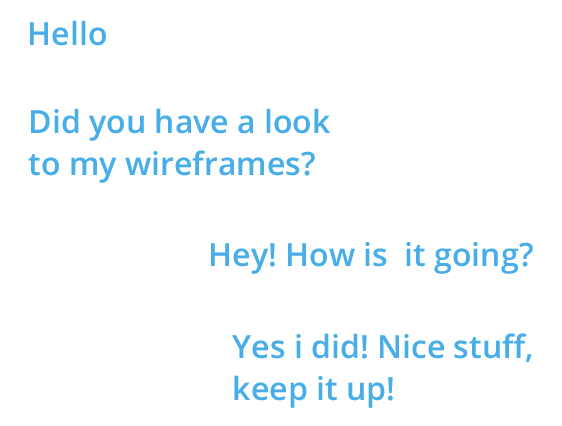 Hello
Did you have a look
to my wireframes?
Hey! How is  it going?
Yes i did! Nice stuff,
keep it up!